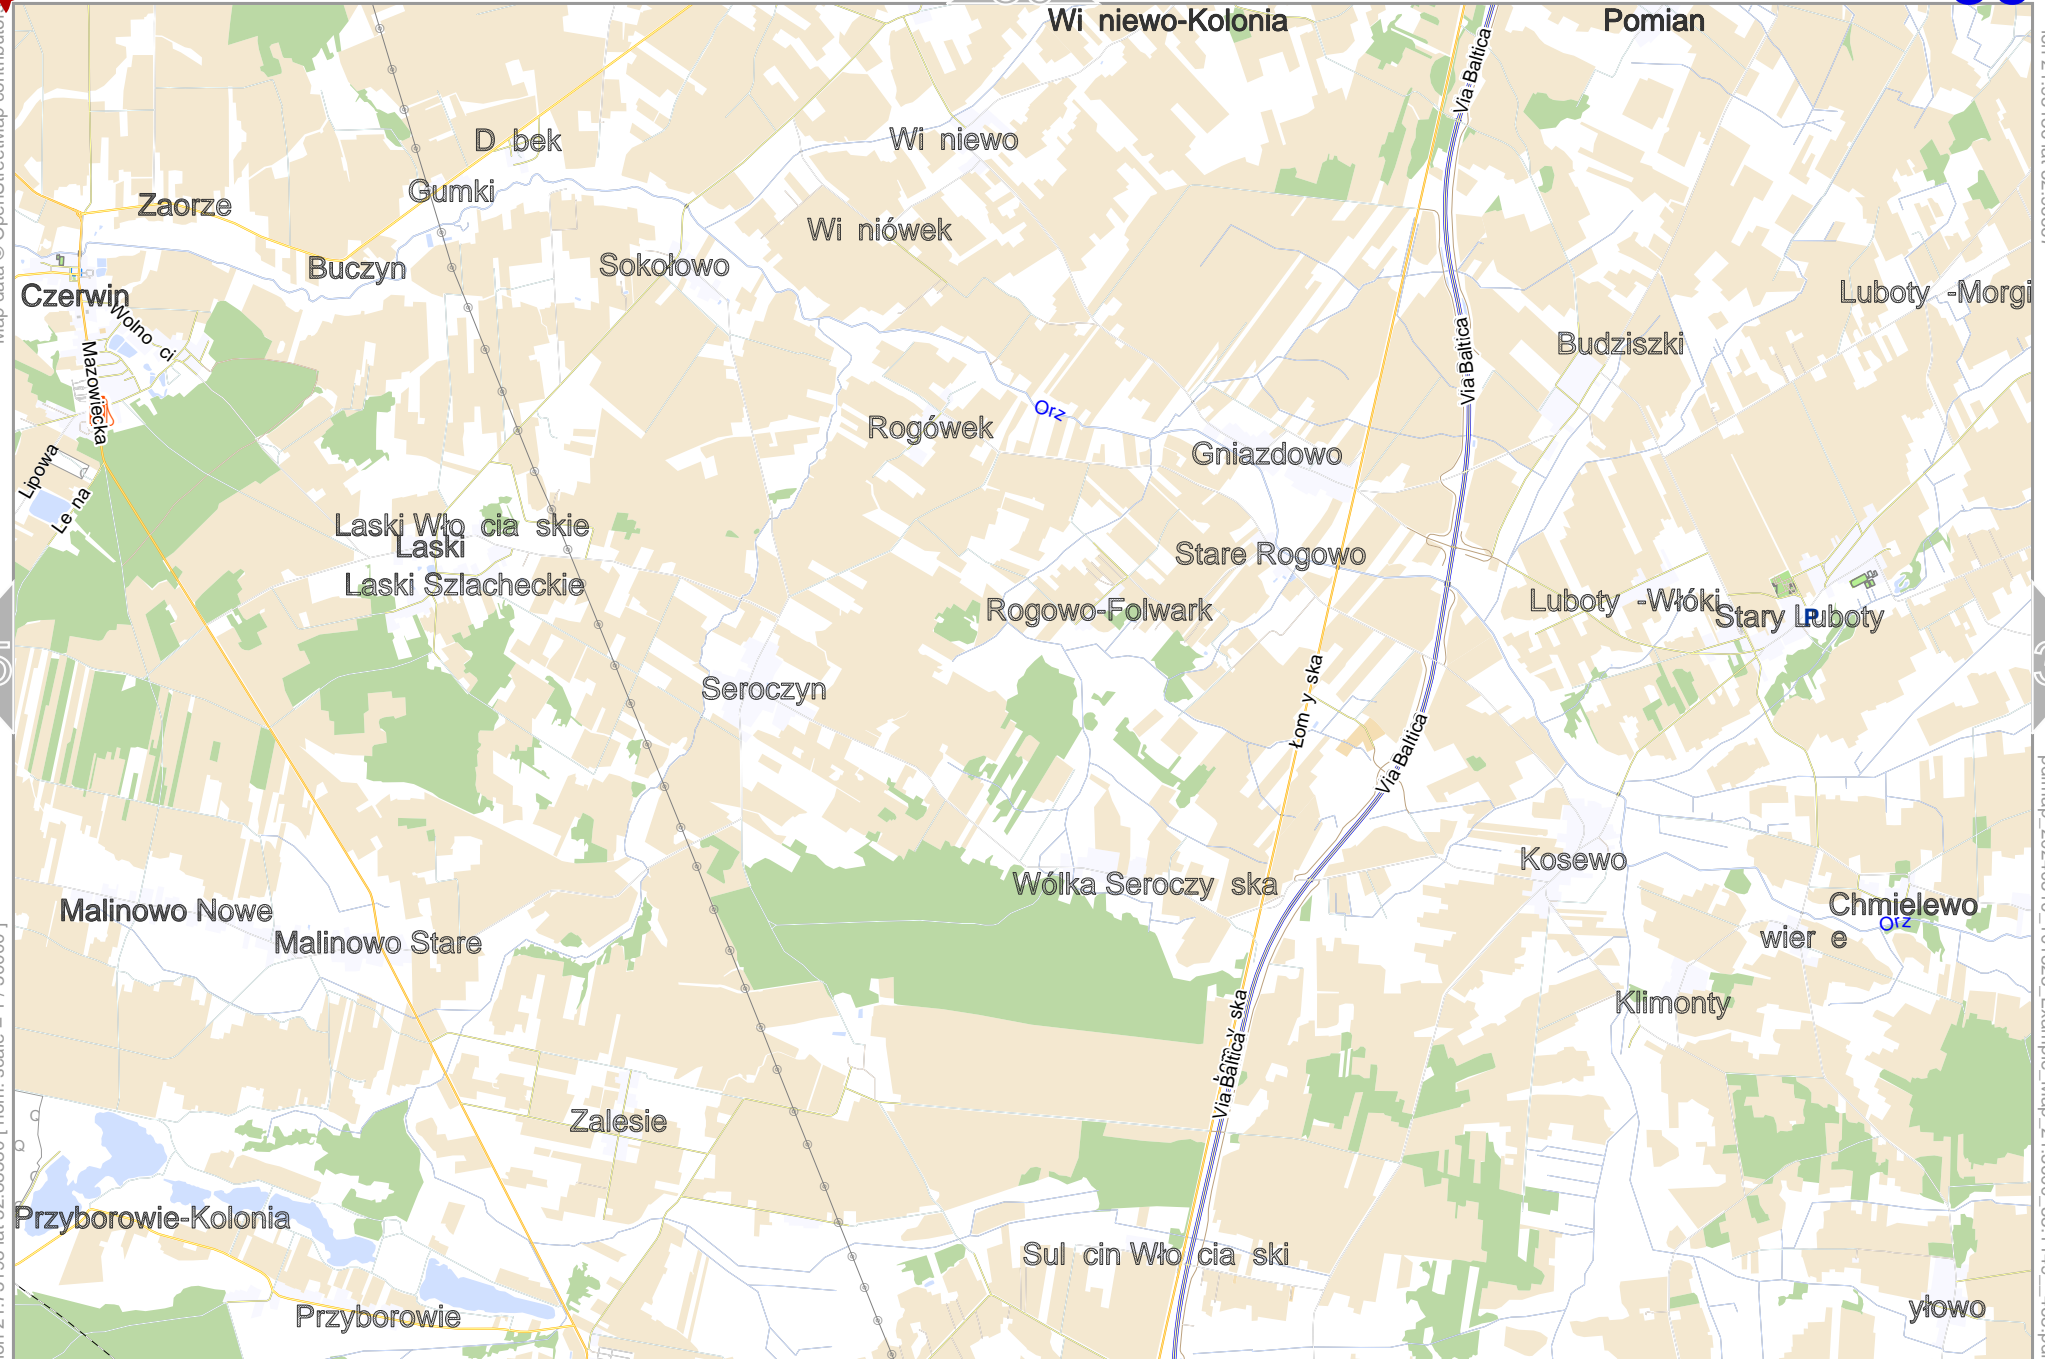 Wi niewo-Kolonia
Pomian
Via Baltica
D bek
Wi niewo
Gumki
Zaorze
Wi niówek
Buczyn
Sokołowo
Czerwin
Luboty -Morgi
Wolno ci
Budziszki
Via Baltica
Mazowiecka
Orz
Rogówek
Gniazdowo
Lipowa
Le na
Laski Wło cia skie
Laski
Stare Rogowo
Laski Szlacheckie
Rogowo-Folwark
Luboty -Włóki
Stary Luboty
P
Seroczyn
Łom y ska
Via Baltica
Kosewo
Wólka Seroczy ska
Malinowo Nowe
Chmielewo
Orz
wier e
Malinowo Stare
Klimonty
Łom y ska
Via Baltica
Zalesie
Przyborowie-Kolonia
Sul cin Wło cia ski
Przyborowie
yłowo